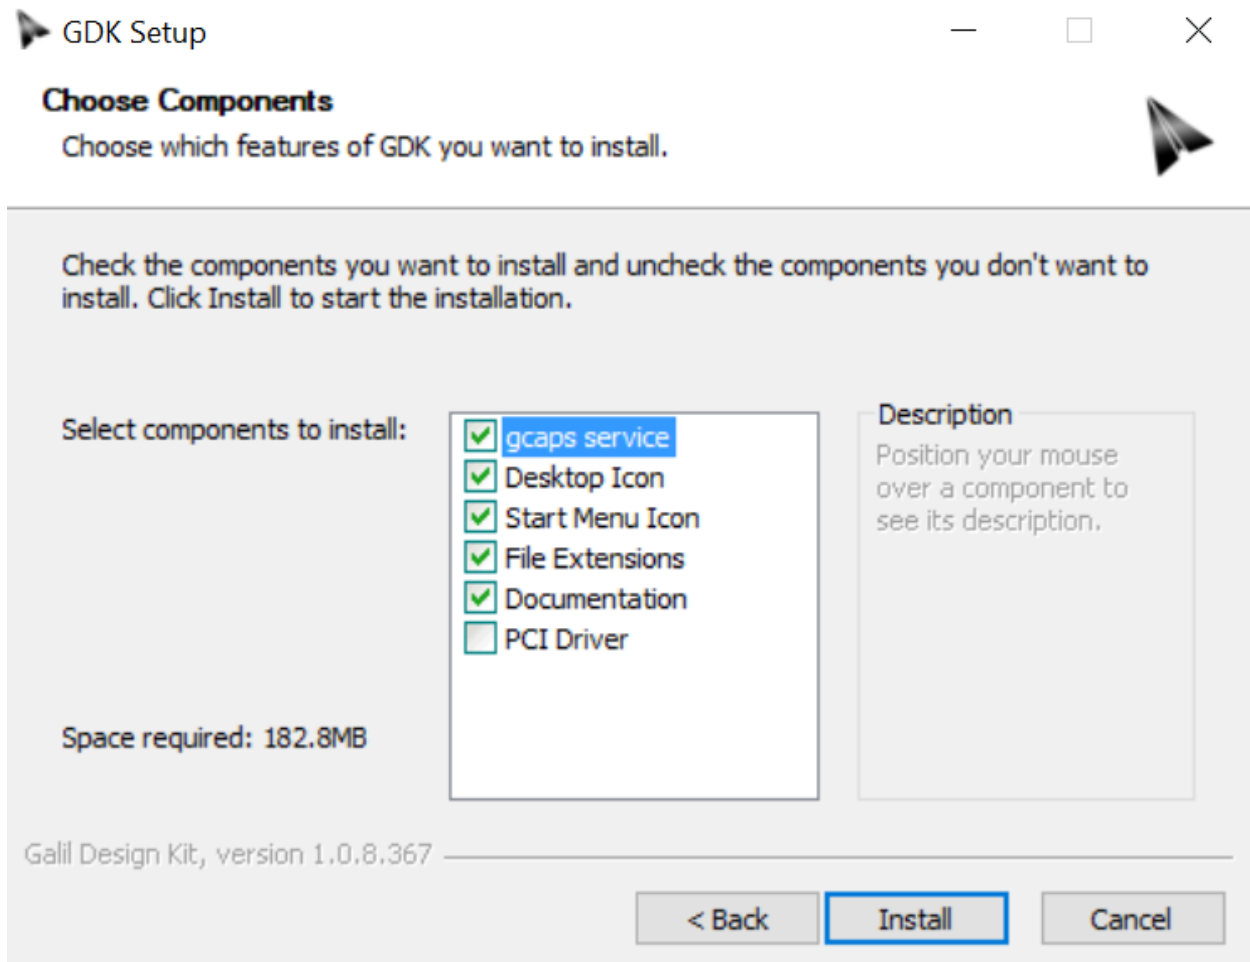 GDK Setup
Choose Components
Choose which features of GDK you want to install.
Check the components you want to install and uncheck the components you don't want to
install. Click Install to start the installation.
Select components to install:
gcaps service
Desktop Icon
Start Menu Icon
File Extensions
Documentation
PCI Driver
Description
Position your mouse
over a component to
see its description.
Space required: 182.8MB
Galil Design Kit, version 1.0.8.367
< Back
Install
Cancel